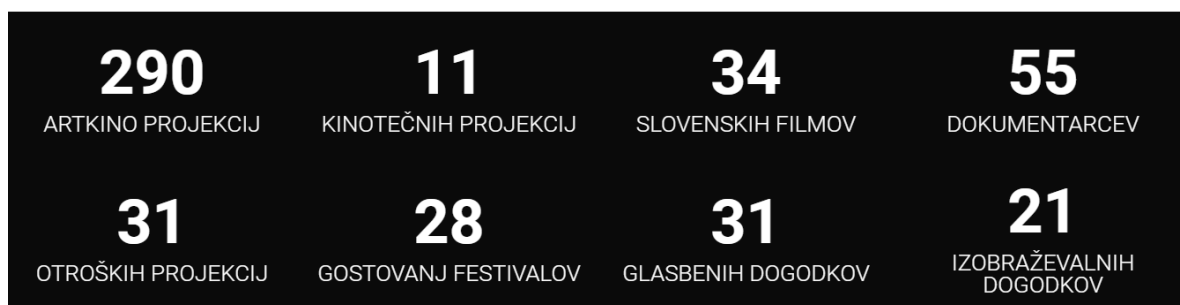 290
ARTKINO PROJEKCIJ
11
KINOTEČNIH PROJEKCIJ
34
SLOVENSKIH FILMOV
55
DOKUMENTARCEV
31
OTROŠKIH PROJEKCIJ
28
GOSTOVANJ FESTIVALOV
31
GLASBENIH DOGODKOV
21
IZOBRAŽEVALNIH
DOGODKOV